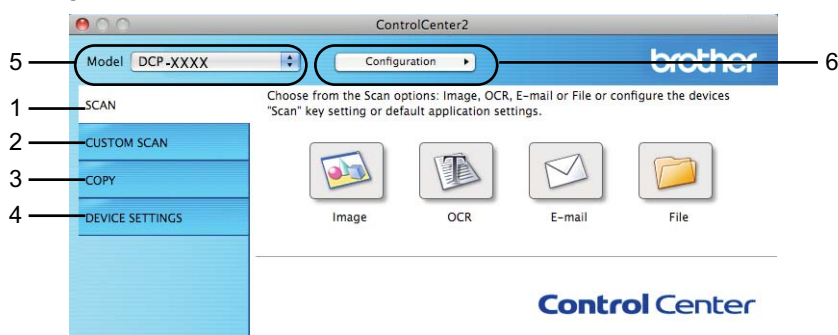 ControlCenter2
5
Model DCP-XXXX
Configuration
brother
6
1
SCAN
Choose from the Scan options: Image, OCR, E-mail or File or configure the devices
"Scan" key setting or default application settings.
2
CUSTOM SCAN
3
COPY
4
DEVICE SETTINGS
Image
OCR
E-mail
File
Control Center